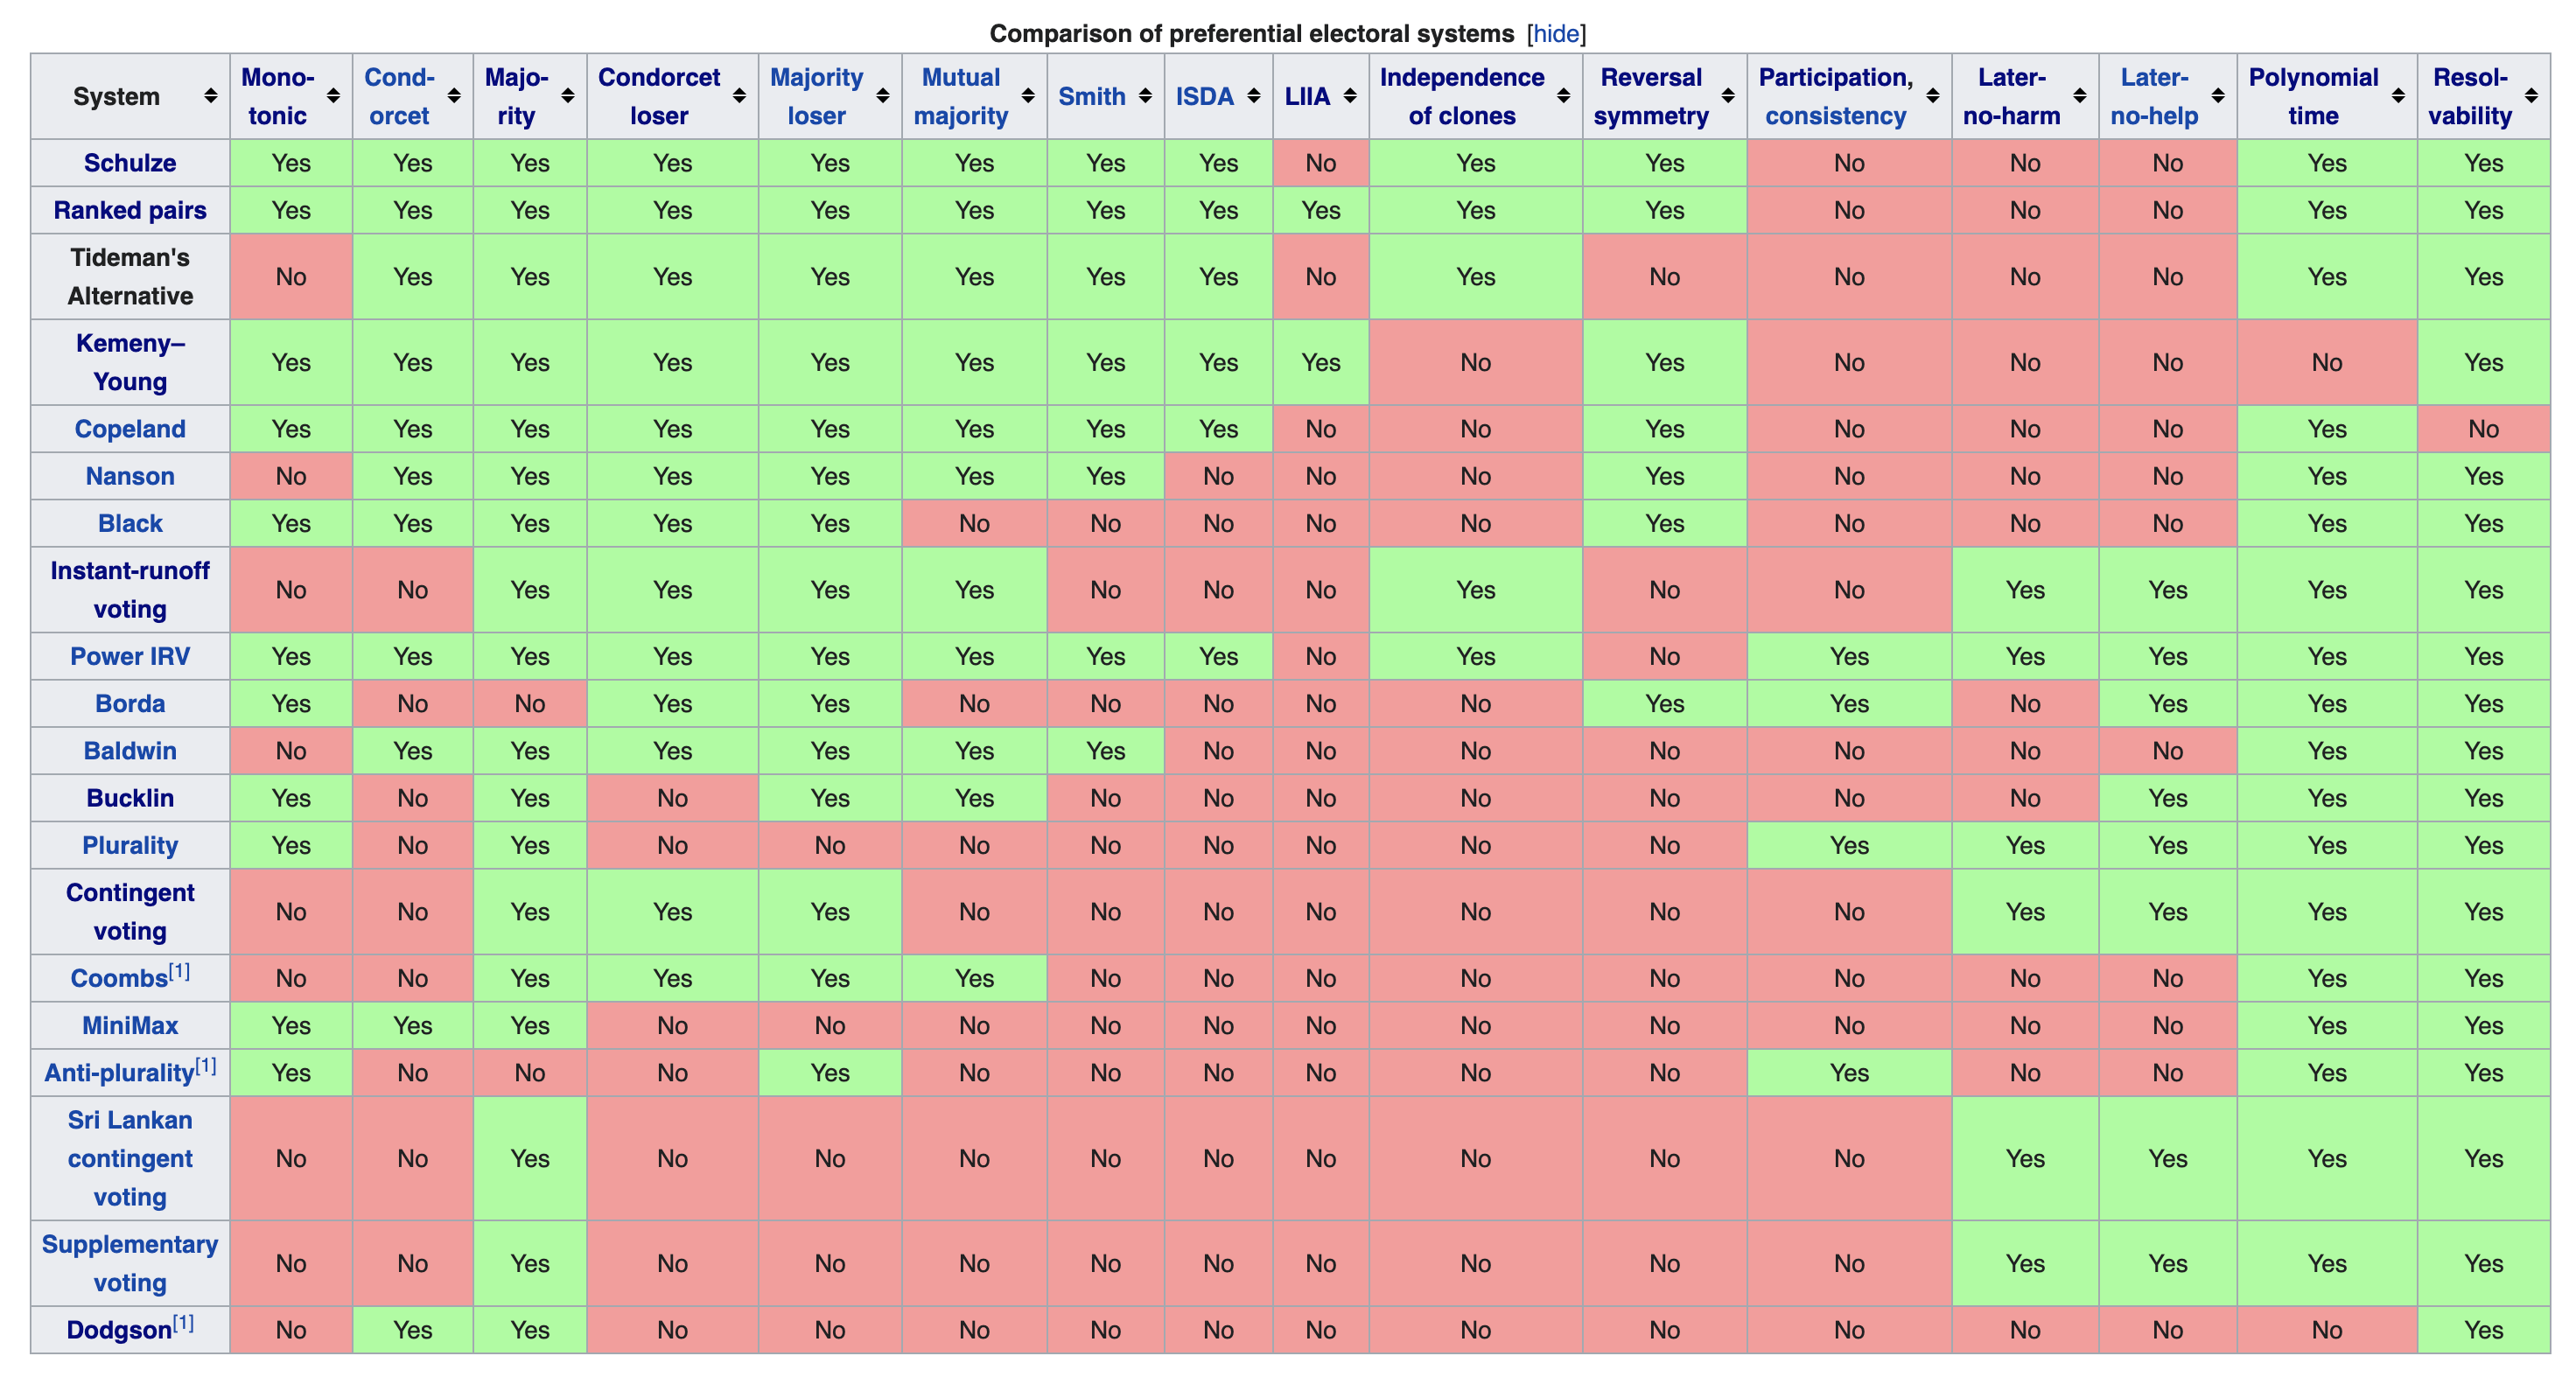 Comparison of preferential electoral systems [hide]
System Mono-tonic Cond-orcet Majo-rity Condorcet loser Majority loser Mutual majority Smith ISDA LIIA Independence of clones Reversal symmetry Participation, consistency Later-no-harm Later-no-help Polynomial time Resol-vability
Schulze Yes Yes Yes Yes Yes Yes Yes Yes No Yes Yes No No No Yes Yes
Ranked pairs Yes Yes Yes Yes Yes Yes Yes Yes Yes Yes Yes No No No Yes Yes
Tideman's Alternative No Yes Yes Yes Yes Yes Yes Yes No Yes No No No No Yes Yes
Kemeny–Young Yes Yes Yes Yes Yes Yes Yes Yes Yes No Yes No No No No Yes
Copeland Yes Yes Yes Yes Yes Yes Yes Yes No No Yes No No No Yes No
Nanson No Yes Yes Yes Yes Yes Yes No No No Yes No No No Yes Yes
Black Yes Yes Yes Yes Yes No No No No No Yes No No No Yes Yes
Instant-runoff voting No No Yes Yes Yes Yes No No No Yes No No Yes Yes Yes Yes
Power IRV Yes Yes Yes Yes Yes Yes Yes Yes No Yes No Yes Yes Yes Yes Yes
Borda Yes No No Yes Yes No No No No No Yes Yes No Yes Yes Yes
Baldwin No Yes Yes Yes Yes Yes Yes No No No No No No No Yes Yes
Bucklin Yes No Yes No Yes Yes No No No No No No No Yes Yes Yes
Plurality Yes No Yes No No No No No No No No Yes Yes Yes Yes Yes
Contingent voting No No Yes Yes Yes No No No No No No No Yes Yes Yes Yes
Coombs[1] No No Yes Yes Yes Yes No No No No No No No No Yes Yes
MiniMax Yes Yes Yes No No No No No No No No No No No Yes Yes
Anti-plurality[1] Yes No No No Yes No No No No No No Yes No No Yes Yes
Sri Lankan contingent voting No No Yes No No No No No No No No No Yes Yes Yes Yes
Supplementary voting No No Yes No No No No No No No No No Yes Yes Yes Yes
Dodgson[1] No Yes Yes No No No No No No No No No No No No Yes